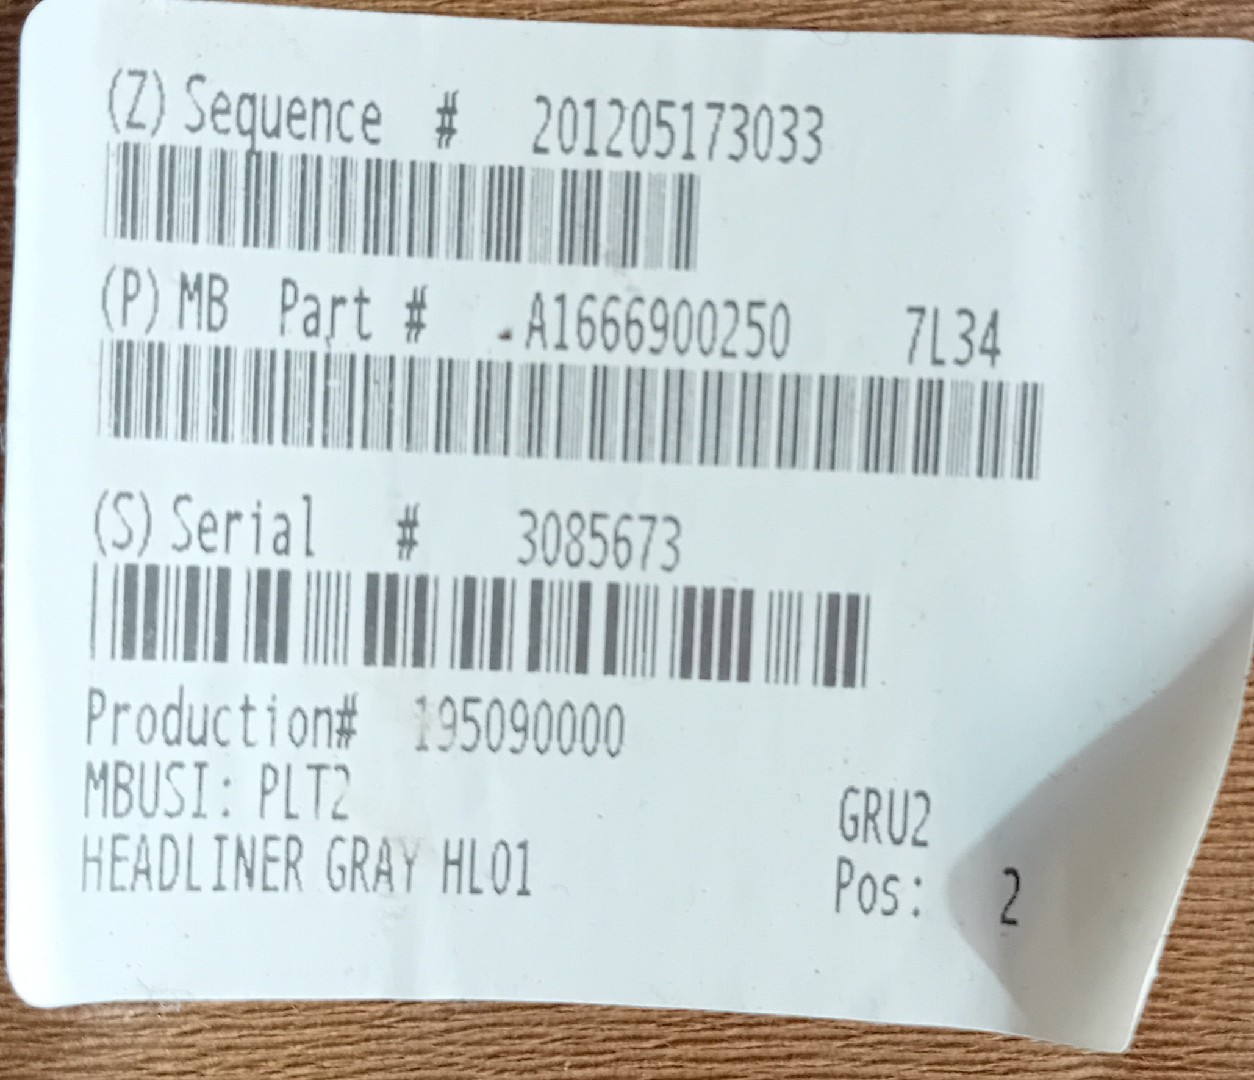 (Z) Sequence # 201205173033
(P) MB Part # A1666900250 7L34
(S) Serial # 3085673
Production# 195090000
MBUSI: PLT2 GRU2
HEADLINER GRAY HL01 Pos: 2